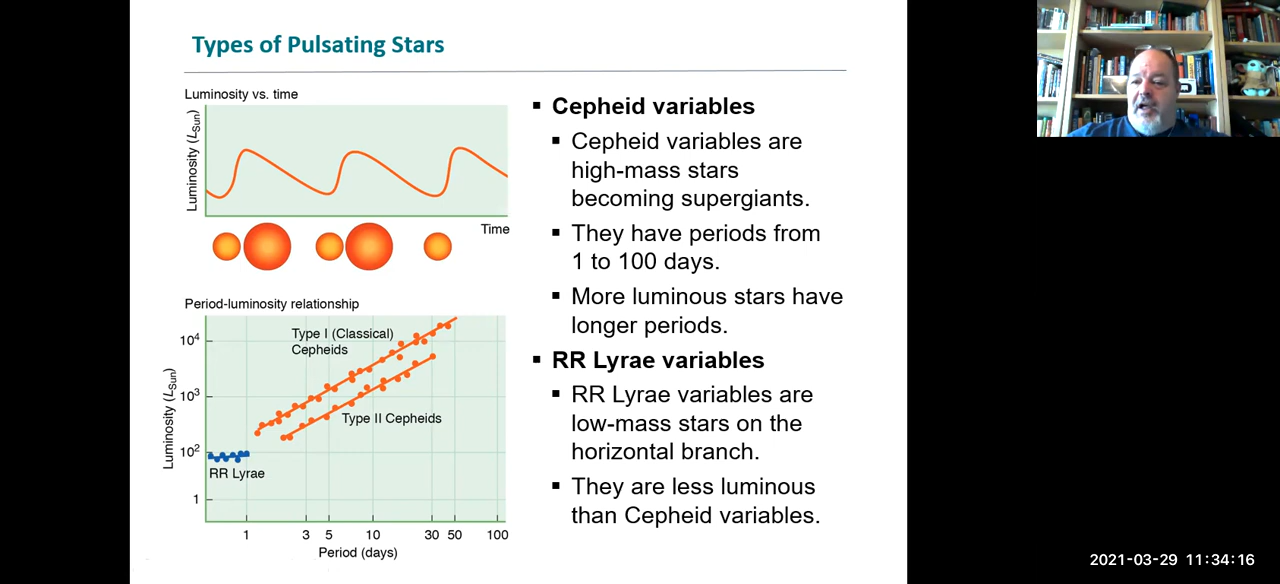 Types of Pulsating Stars
Luminosity vs. time
Luminosity (LSun)
Time
Period-luminosity relationship
Luminosity (LSun)
10⁴
10³
10²
1
Type I (Classical)
Cepheids
Type II Cepheids
RR Lyrae
1 3 5 10 30 50 100
Period (days)
▪ Cepheid variables
▪ Cepheid variables are
high-mass stars
becoming supergiants.
▪ They have periods from
1 to 100 days.
▪ More luminous stars have
longer periods.
▪ RR Lyrae variables
▪ RR Lyrae variables are
low-mass stars on the
horizontal branch.
▪ They are less luminous
than Cepheid variables.
2021-03-29 11:34:16